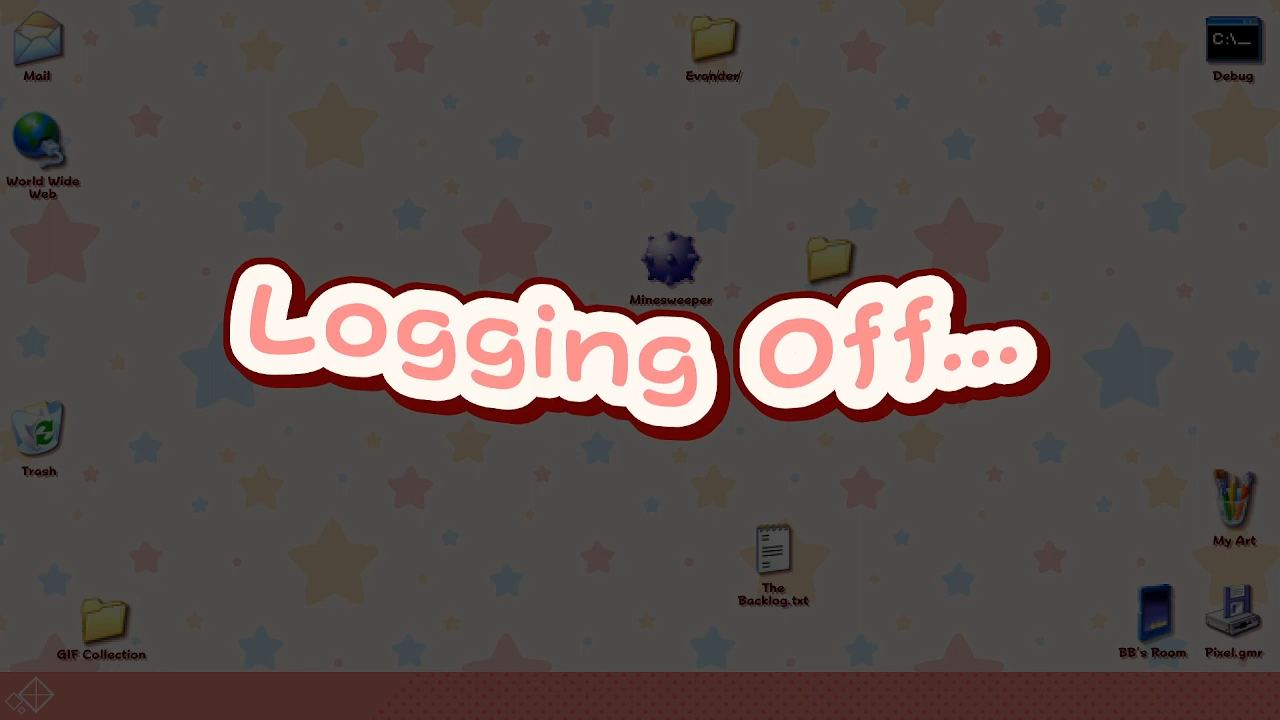 Mail
Evander/
Debug
C:\_
World Wide
Web
Minesweeper
Logging Off...
Trash
My Art
The
Backlog.txt
GIF Collection
BB's Room
Pixel.gmr